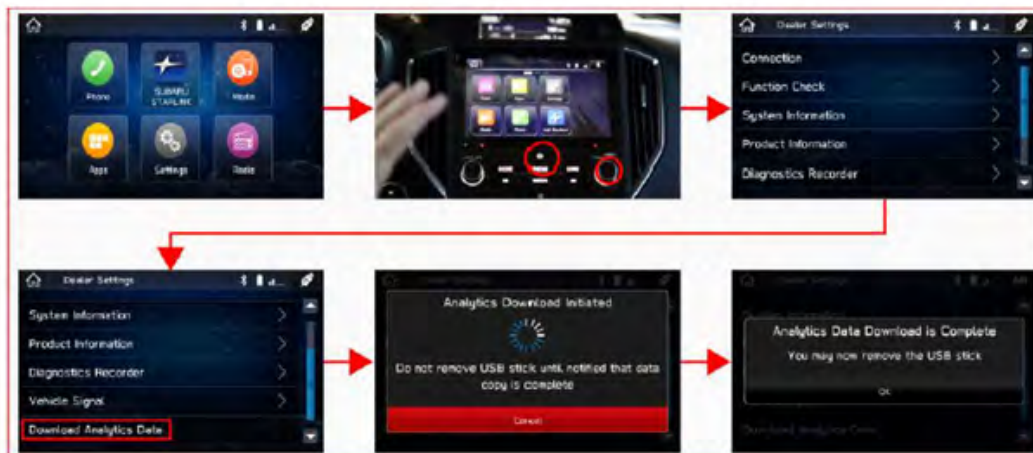 Phone
SUBARU
STARLINK
Media
Apps
Settings
Radio
Dealer Settings
Connection
Function Check
System Information
Product Information
Diagnostics Recorder
Dealer Settings
System Information
Product Information
Diagnostics Recorder
Vehicle Signal
Download Analytics Data
Analytics Download Initiated
Do not remove USB stick until notified that data
copy is complete
Cancel
Analytics Data Download is Complete
You may now remove the USB stick
OK